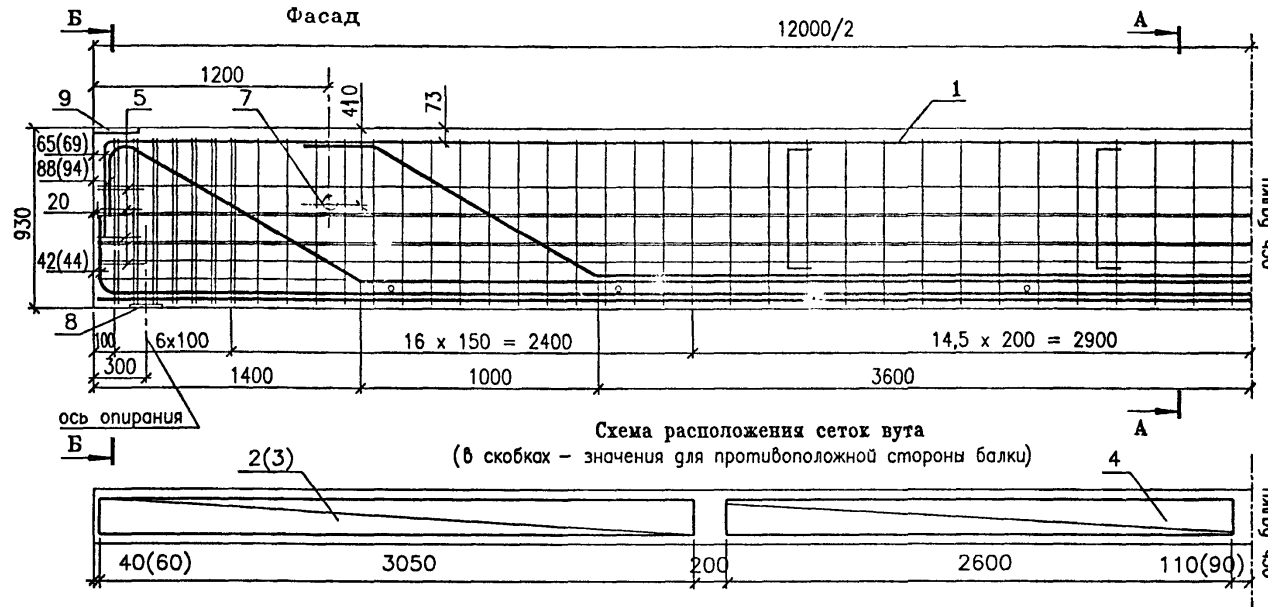 Б
Фасад
12000/2
А
1200
9
5
7
410
73
1
65(69)
88(94)
20
930
42(44)
8
ось балки
100
6х100
16 х 150 = 2400
14,5 х 200 = 2900
300
1400
1000
3600
ось опирания
Б
А
Схема расположения сеток вута
(в скобках – значения для противоположной стороны балки)
2(3)
4
ось балки
40(60)
3050
200
2600
110(90)